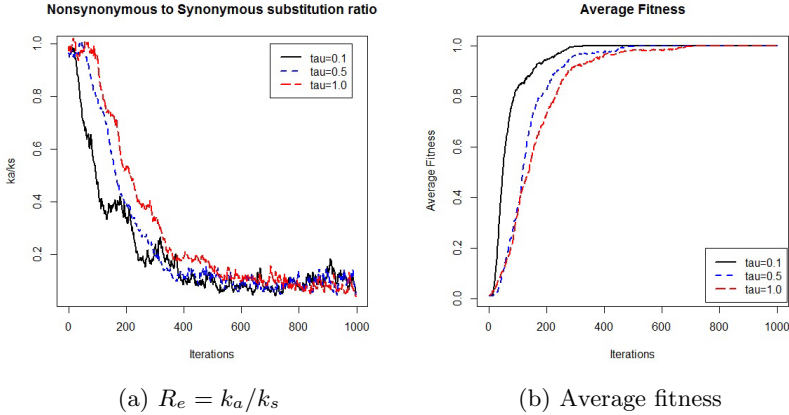 Nonsynonymous to Synonymous substitution ratio
ka/ks
1.0
0.8
0.6
0.4
0.2
tau=0.1
tau=0.5
tau=1.0
0 200 400 600 800 1000
Iterations
(a) Re = ka/ks
Average Fitness
Average Fitness
1.0
0.8
0.6
0.4
0.2
0.0
tau=0.1
tau=0.5
tau=1.0
0 200 400 600 800 1000
Iterations
(b) Average fitness